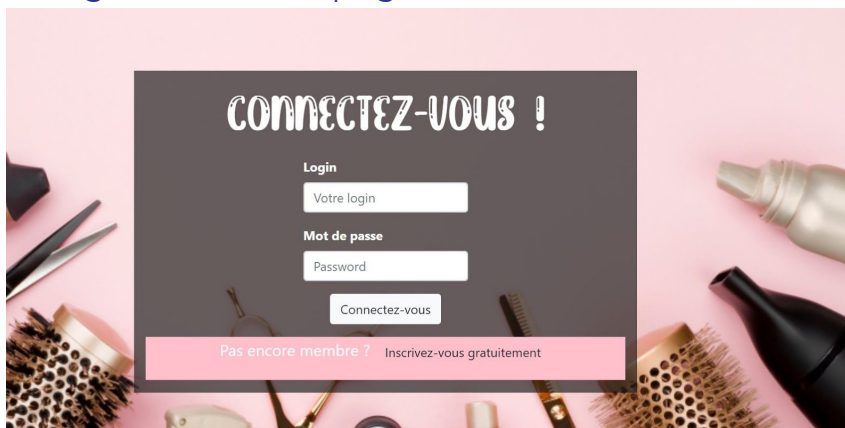 CONNECTEZ-VOUS !
Login
Votre login
Mot de passe
Password
Connectez-vous
Pas encore membre ? Inscrivez-vous gratuitement